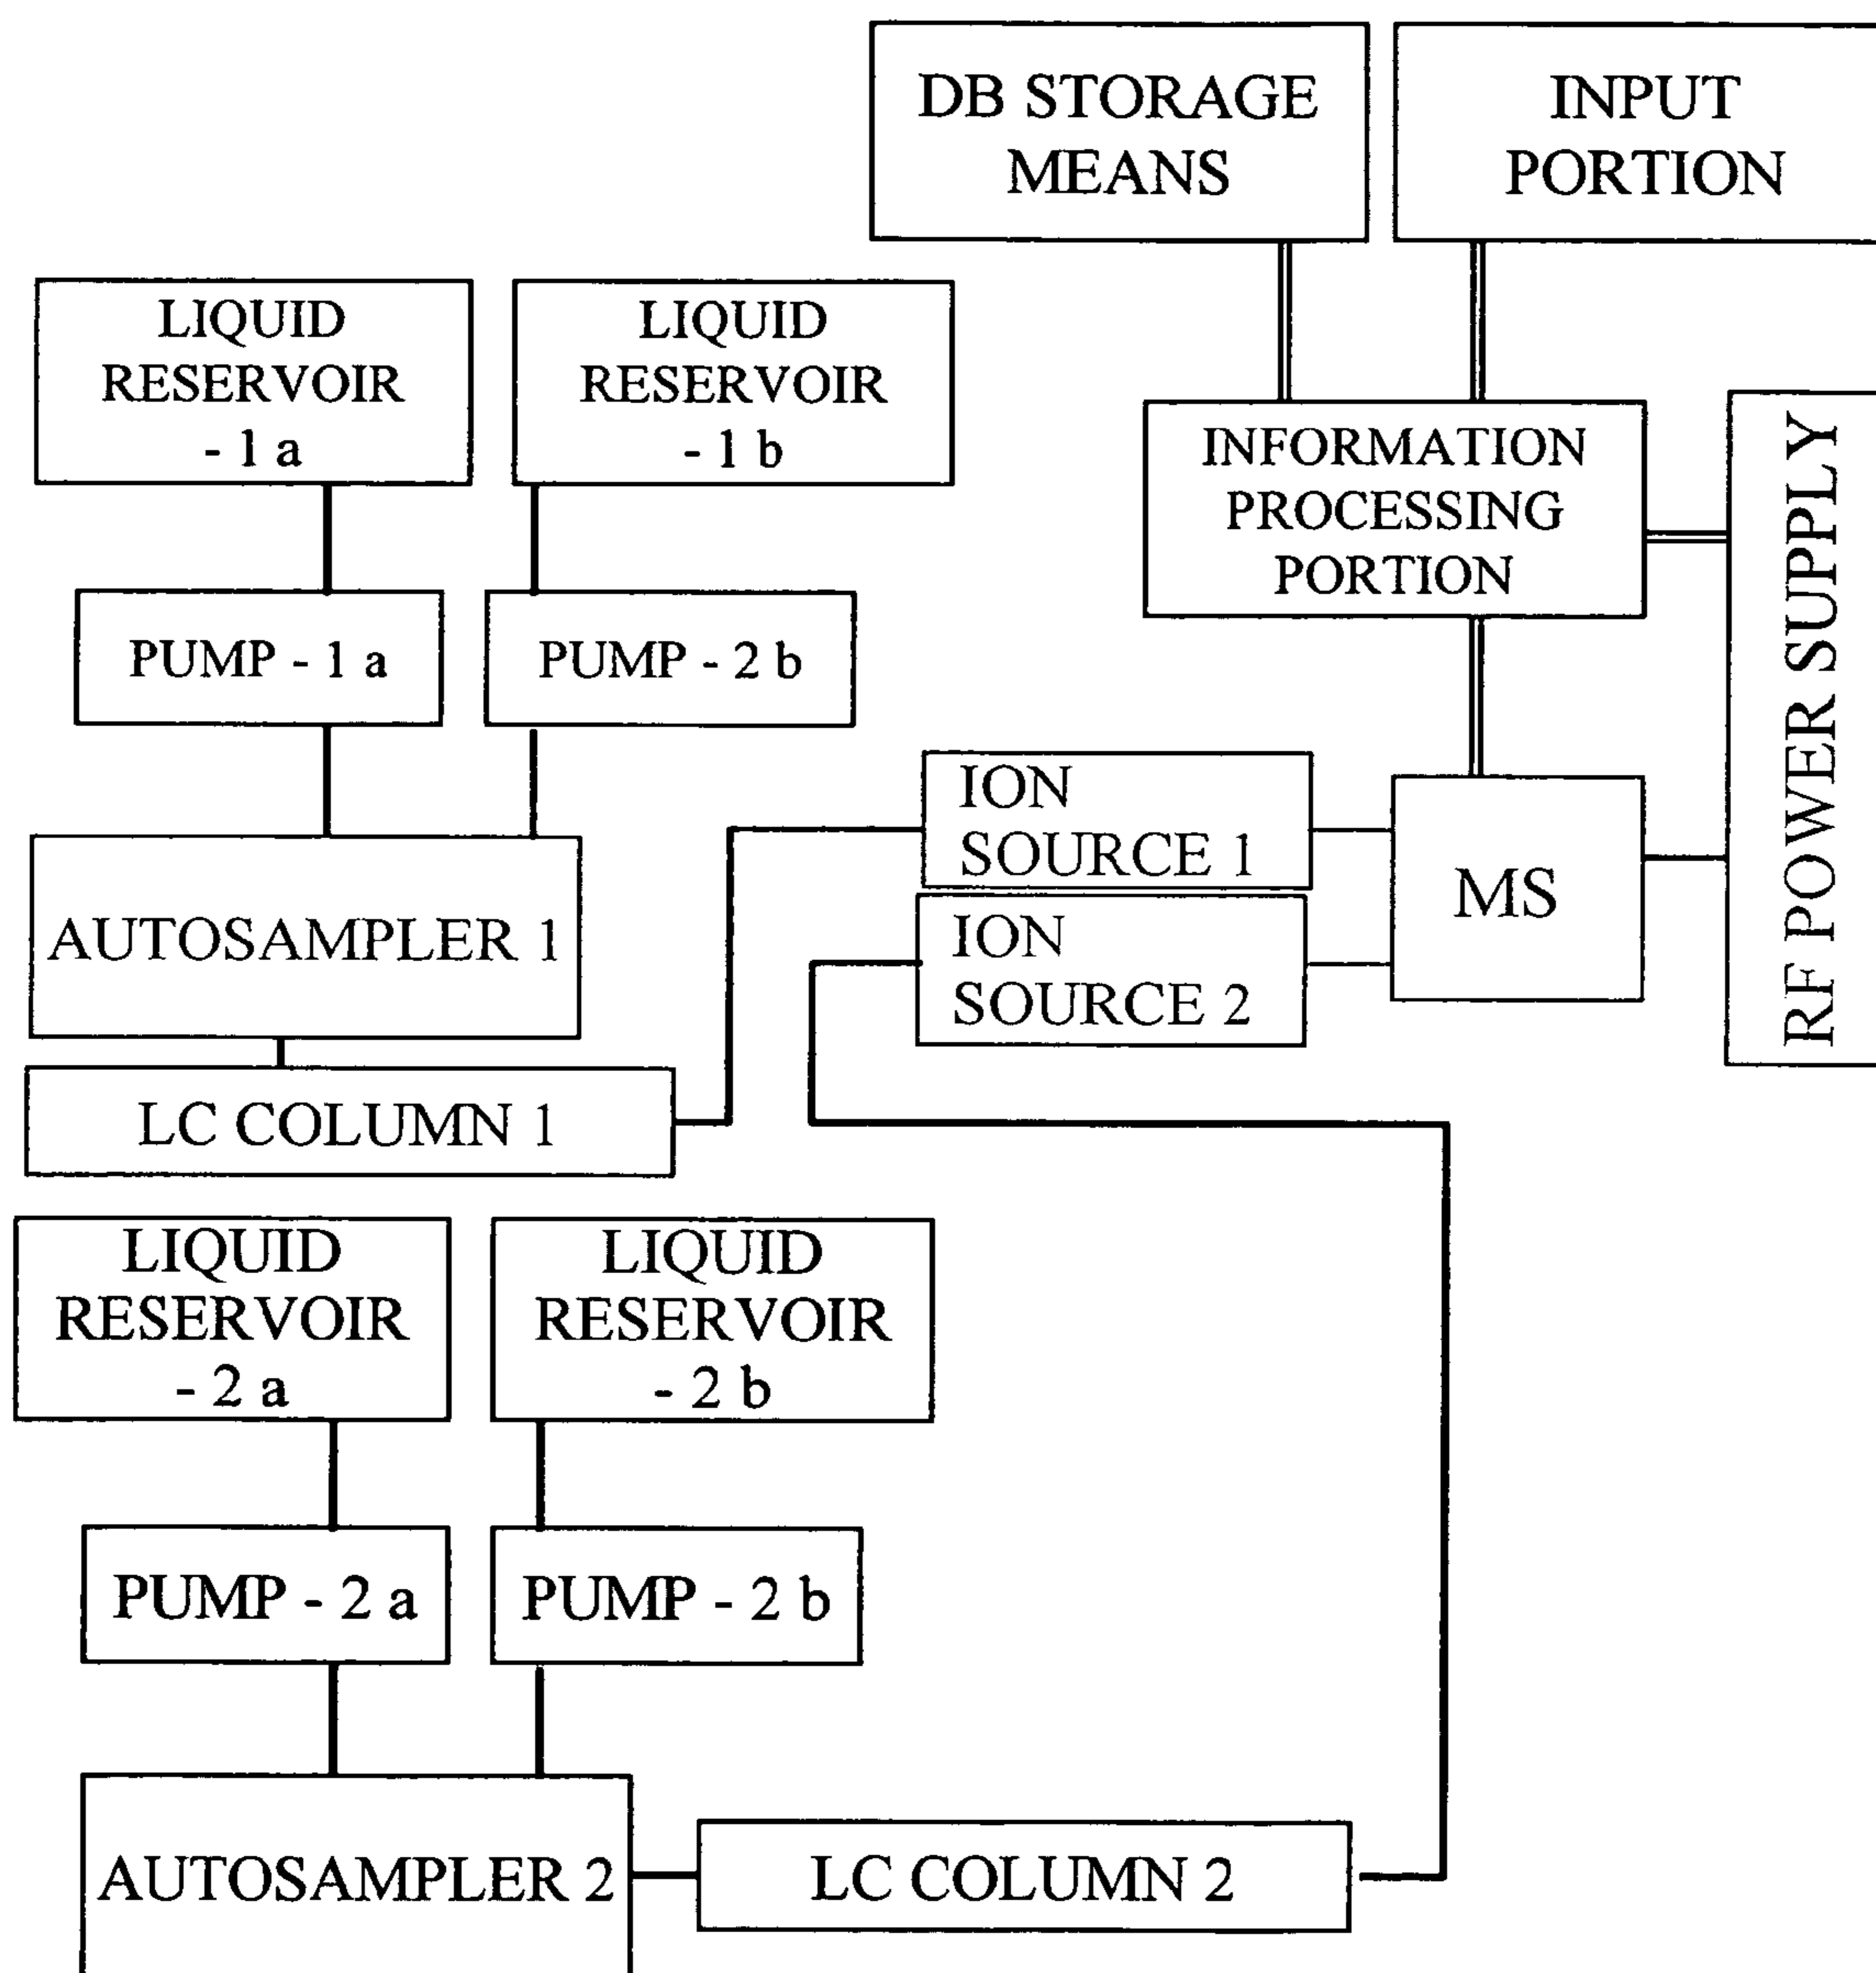 DB STORAGE
MEANS
INPUT
PORTION
LIQUID
RESERVOIR
- 1 a
LIQUID
RESERVOIR
- 1 b
INFORMATION
PROCESSING
PORTION
RF POWER SUPPLY
PUMP - 1 a
PUMP - 2 b
ION
SOURCE 1
MS
AUTOSAMPLER 1
ION
SOURCE 2
LC COLUMN 1
LIQUID
RESERVOIR
- 2 a
LIQUID
RESERVOIR
- 2 b
PUMP - 2 a
PUMP - 2 b
AUTOSAMPLER 2
LC COLUMN 2